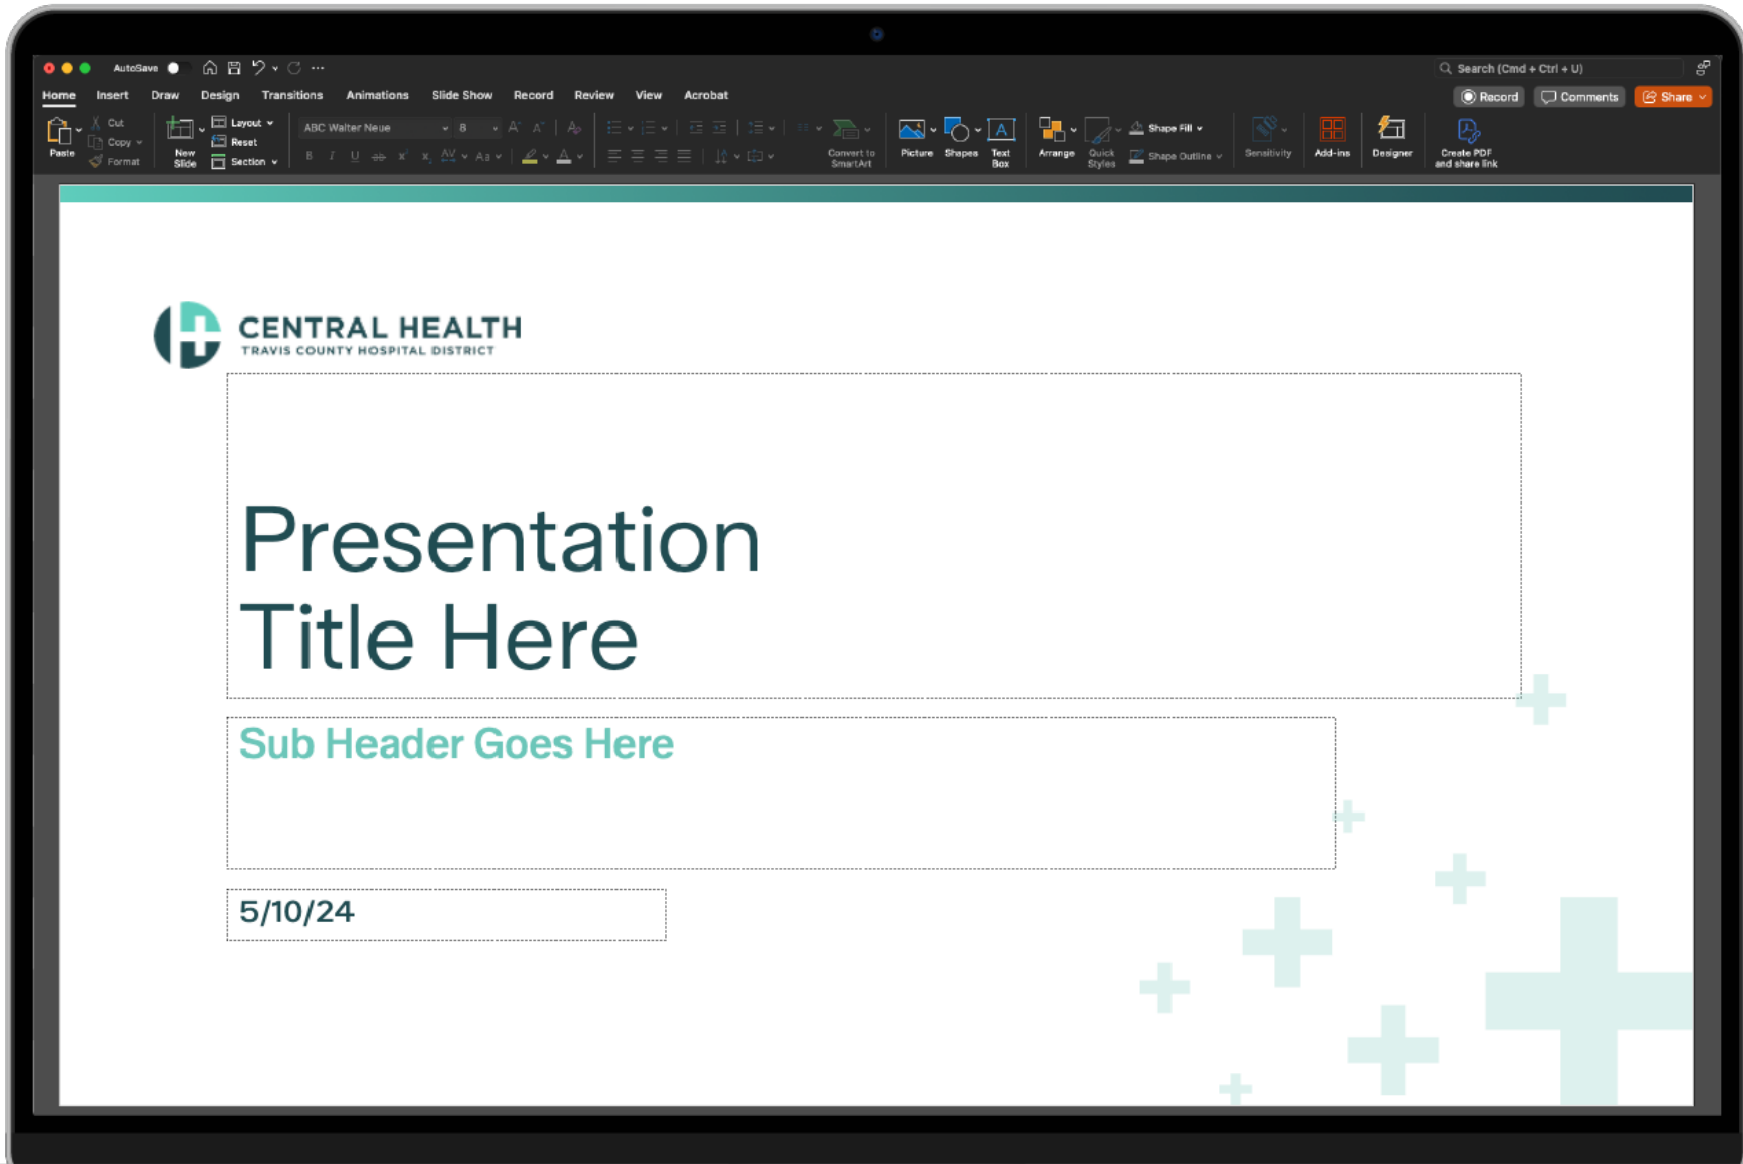 AutoSave
Search (Cmd + Ctrl + U)
Home Insert Draw Design Transitions Animations Slide Show Record Review View Acrobat
Record Comments Share
Paste
Cut
Copy
Format
New Slide
Layout
Reset
Section
ABC Walter Neue 8
Convert to SmartArt
Picture
Shapes
Text Box
Arrange
Quick Styles
Shape Fill
Shape Outline
Sensitivity
Add-ins
Designer
Create PDF and share link
CENTRAL HEALTH
TRAVIS COUNTY HOSPITAL DISTRICT
Presentation
Title Here
Sub Header Goes Here
5/10/24